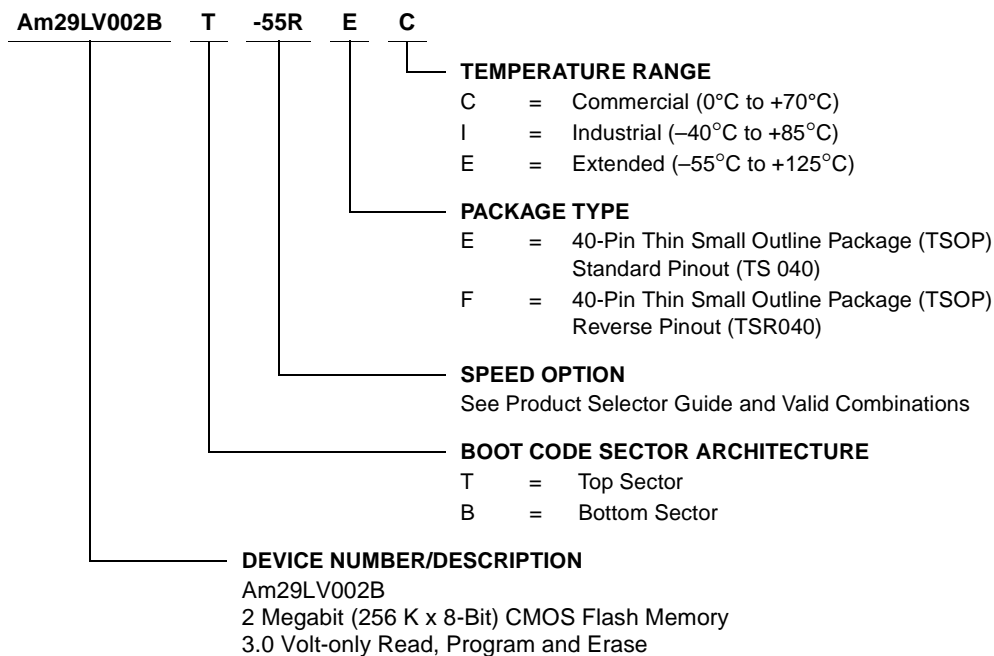 Am29LV002B T -55R E C
TEMPERATURE RANGE
C = Commercial (0°C to +70°C)
I = Industrial (–40°C to +85°C)
E = Extended (–55°C to +125°C)
PACKAGE TYPE
E = 40-Pin Thin Small Outline Package (TSOP)
Standard Pinout (TS 040)
F = 40-Pin Thin Small Outline Package (TSOP)
Reverse Pinout (TSR040)
SPEED OPTION
See Product Selector Guide and Valid Combinations
BOOT CODE SECTOR ARCHITECTURE
T = Top Sector
B = Bottom Sector
DEVICE NUMBER/DESCRIPTION
Am29LV002B
2 Megabit (256 K x 8-Bit) CMOS Flash Memory
3.0 Volt-only Read, Program and Erase